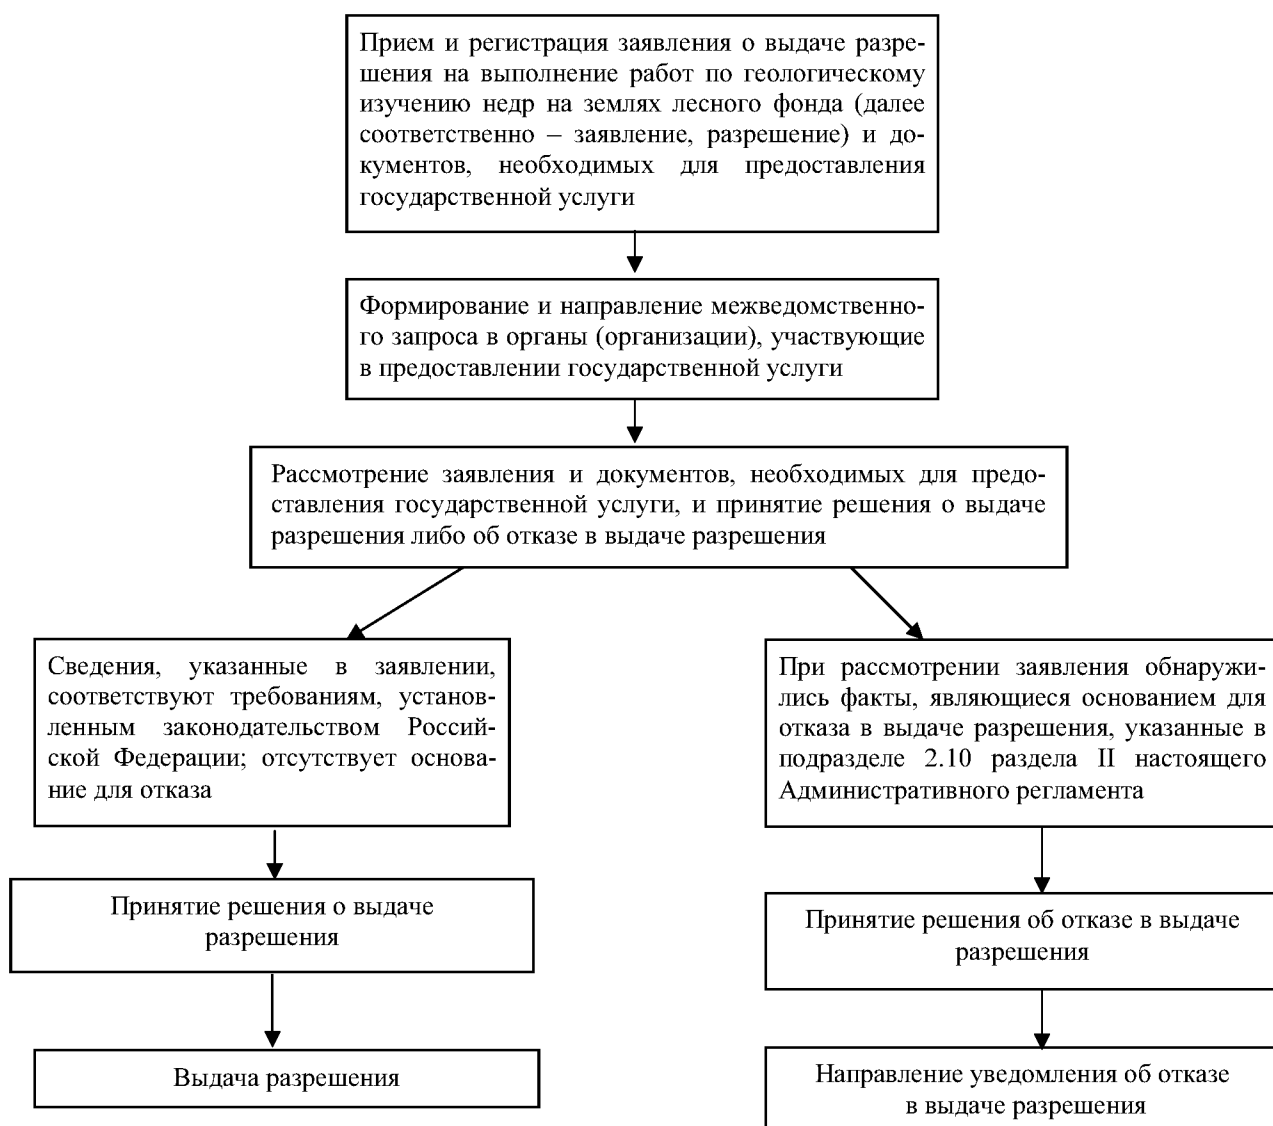 Прием и регистрация заявления о выдаче разре-
шения на выполнение работ по геологическому
изучению недр на землях лесного фонда (далее
соответственно – заявление, разрешение) и до-
кументов, необходимых для предоставления
государственной услуги
Формирование и направление межведомственно-
го запроса в органы (организации), участвующие
в предоставлении государственной услуги
Рассмотрение заявления и документов, необходимых для предо-
ставления государственной услуги, и принятие решения о выдаче
разрешения либо об отказе в выдаче разрешения
Сведения, указанные в заявлении,
соответствуют требованиям, установ-
ленным законодательством Россий-
ской Федерации; отсутствует основа-
ние для отказа
Принятие решения о выдаче
разрешения
Выдача разрешения
При рассмотрении заявления обнаружи-
лись факты, являющиеся основанием для
отказа в выдаче разрешения, указанные в
подразделе 2.10 раздела II настоящего
Административного регламента
Принятие решения об отказе в выдаче
разрешения
Направление уведомления об отказе
в выдаче разрешения